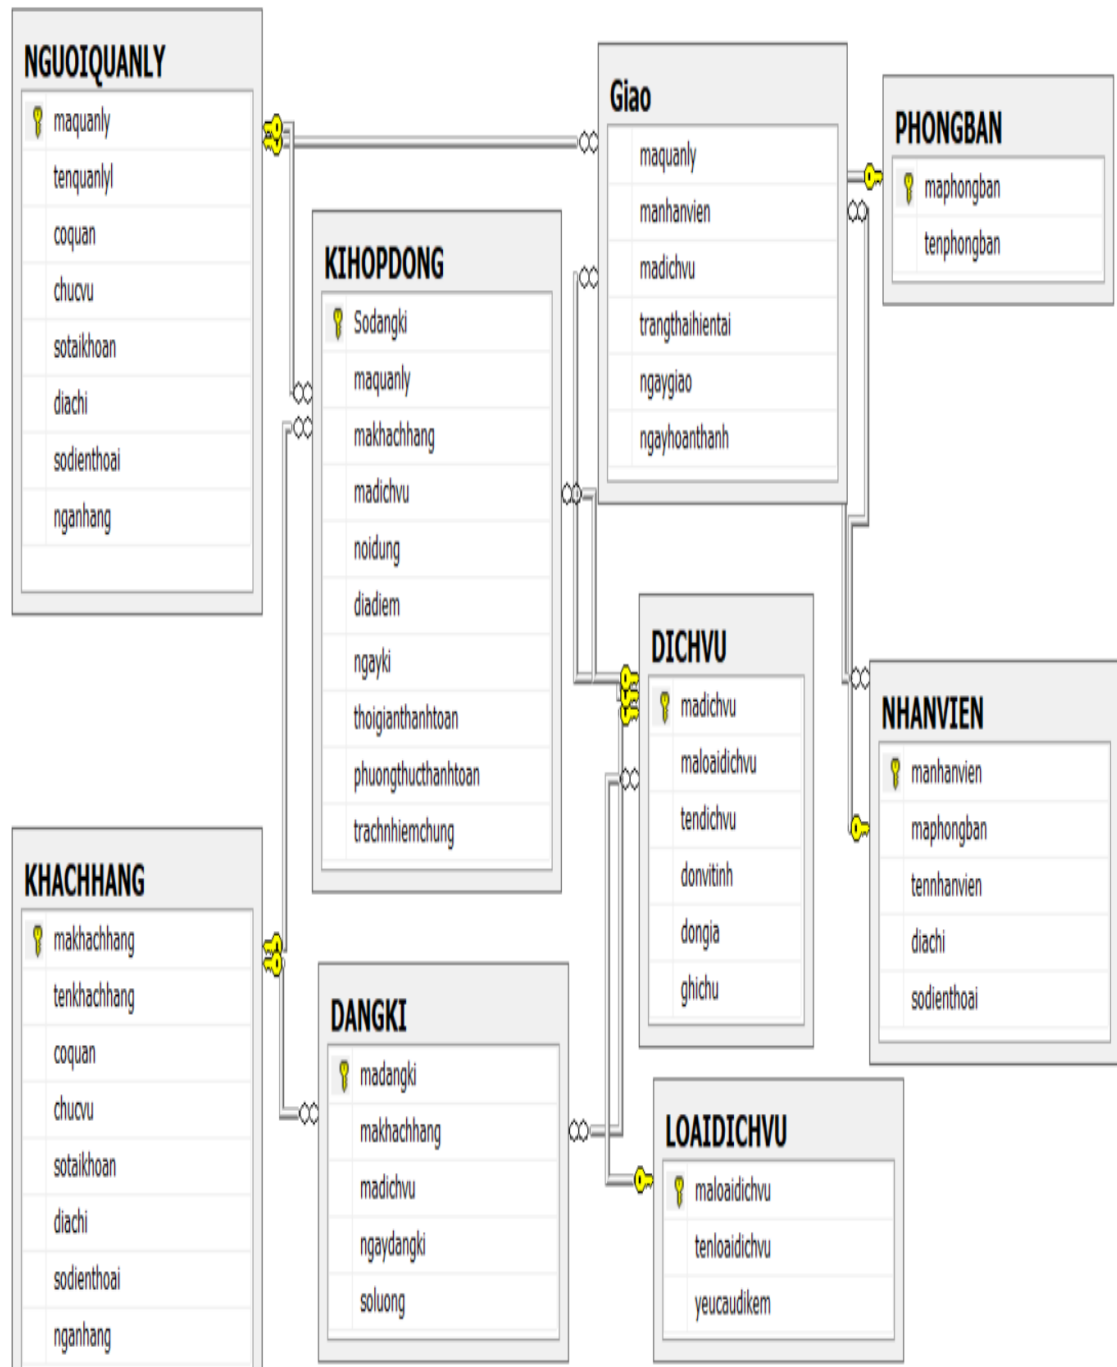 NGUOIQUANLY
maquanly
tenquanlyl
coquan
chucvu
sotaikhoan
diachi
sodienthoai
nganhang
KIHOPDONG
Sodangki
maquanly
makhachhang
madichvu
noidung
diadiem
ngayki
thoigianthanhtoan
phuongthucthanhtoan
trachnhiemchung
Giao
maquanly
manhanvien
madichvu
trangthaihientai
ngaygiao
ngayhoanthanh
PHONGBAN
maphongban
tenphongban
DICHVU
madichvu
maloaidichvu
tendichvu
donvitinh
dongia
ghichu
NHANVIEN
manhanvien
maphongban
tennhanvien
diachi
sodienthoai
KHACHHANG
makhachhang
tenkhachhang
coquan
chucvu
sotaikhoan
diachi
sodienthoai
nganhang
DANGKI
madangki
makhachhang
madichvu
ngaydangki
soluong
LOAIDICHVU
maloaidichvu
tenloaidichvu
yeucaudikem